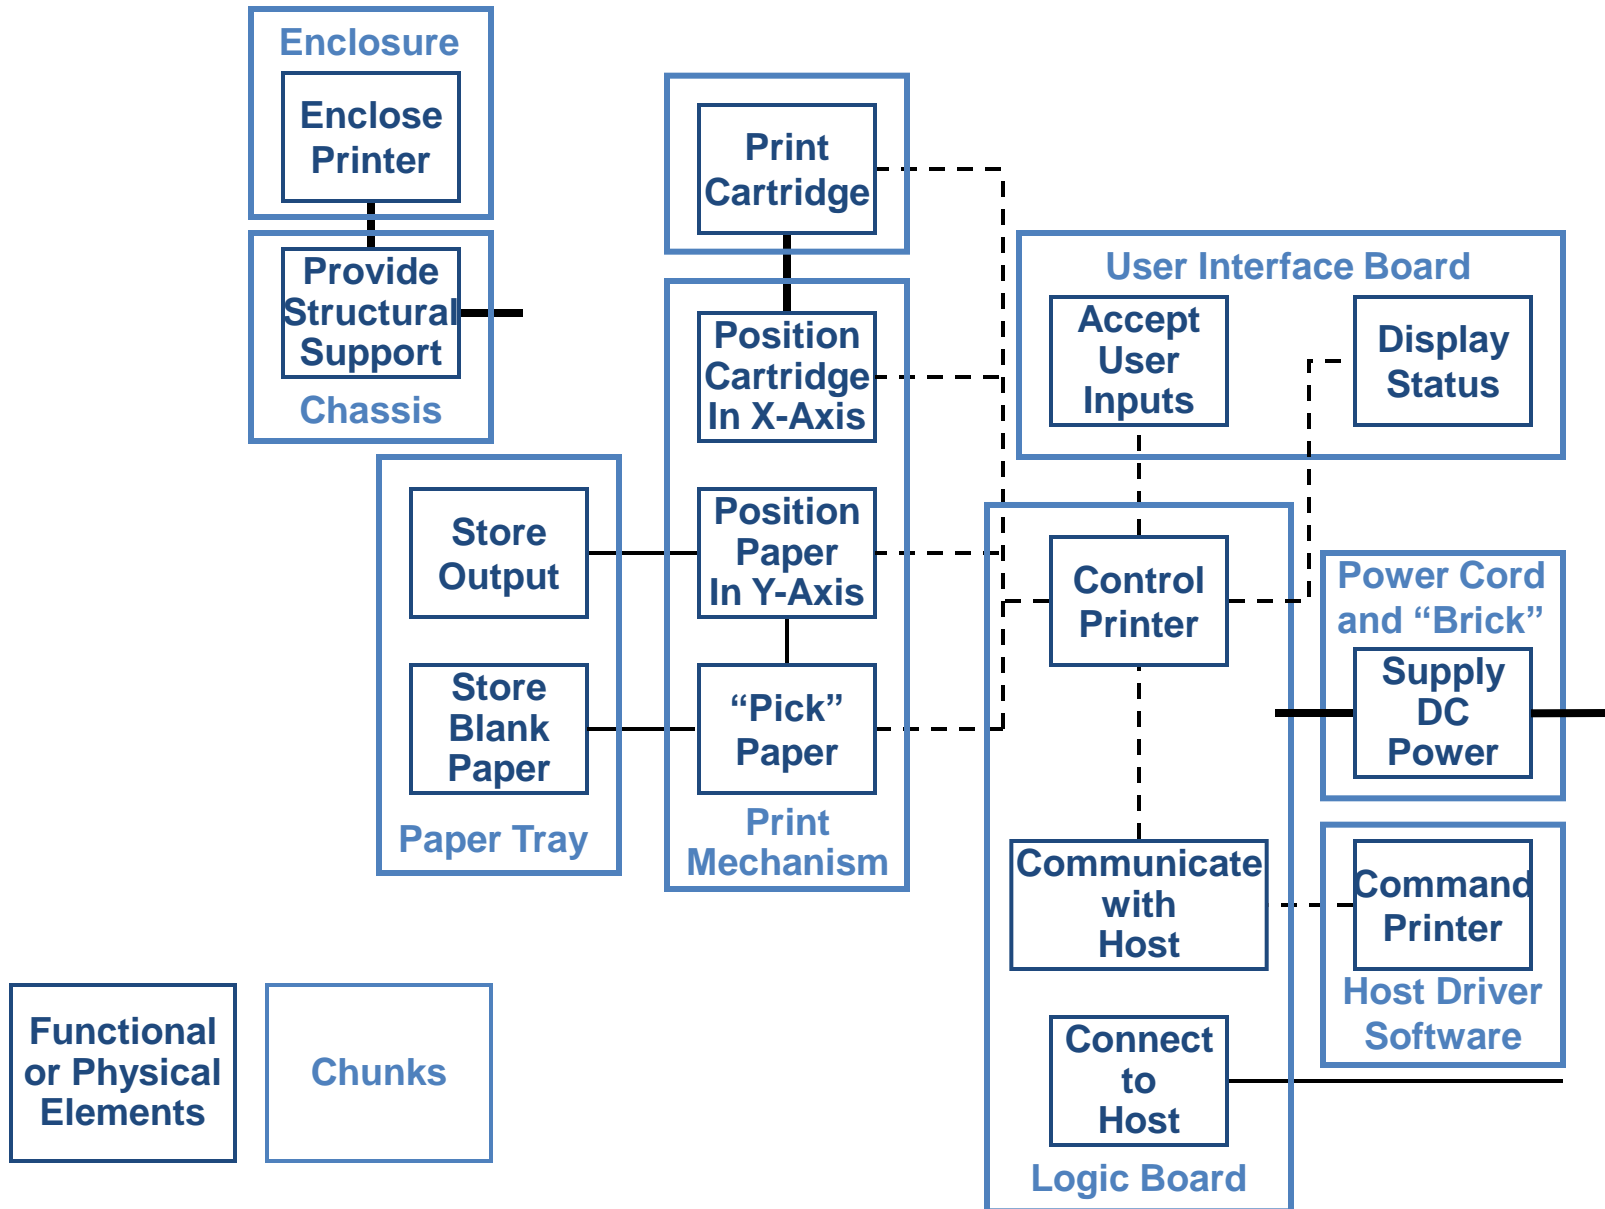 Enclosure
Enclose
Printer
Provide
Structural
Support
Chassis
Store
Output
Store
Blank
Paper
Paper Tray
Print
Cartridge
Position
Cartridge
In X-Axis
Position
Paper
In Y-Axis
“Pick”
Paper
Print
Mechanism
User Interface Board
Accept
User
Inputs
Display
Status
Control
Printer
Communicate
with
Host
Connect
to
Host
Logic Board
Power Cord
and “Brick”
Supply
DC
Power
Command
Printer
Host Driver
Software
Functional
or Physical
Elements
Chunks